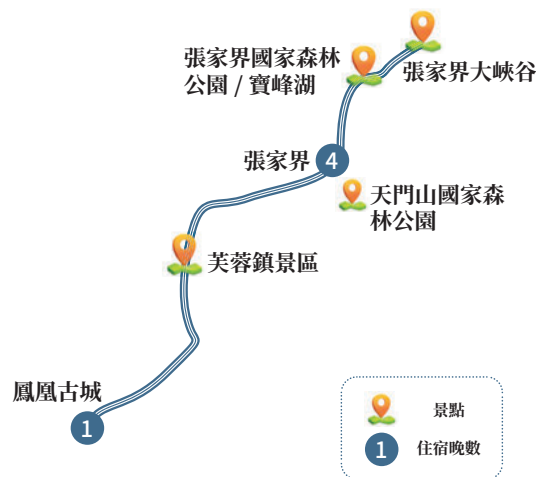 張家界國家森林
公園 / 寶峰湖
張家界大峽谷
張家界
4
天門山國家森
林公園
芙蓉鎮景區
鳳凰古城
1
景點
1
住宿晚數